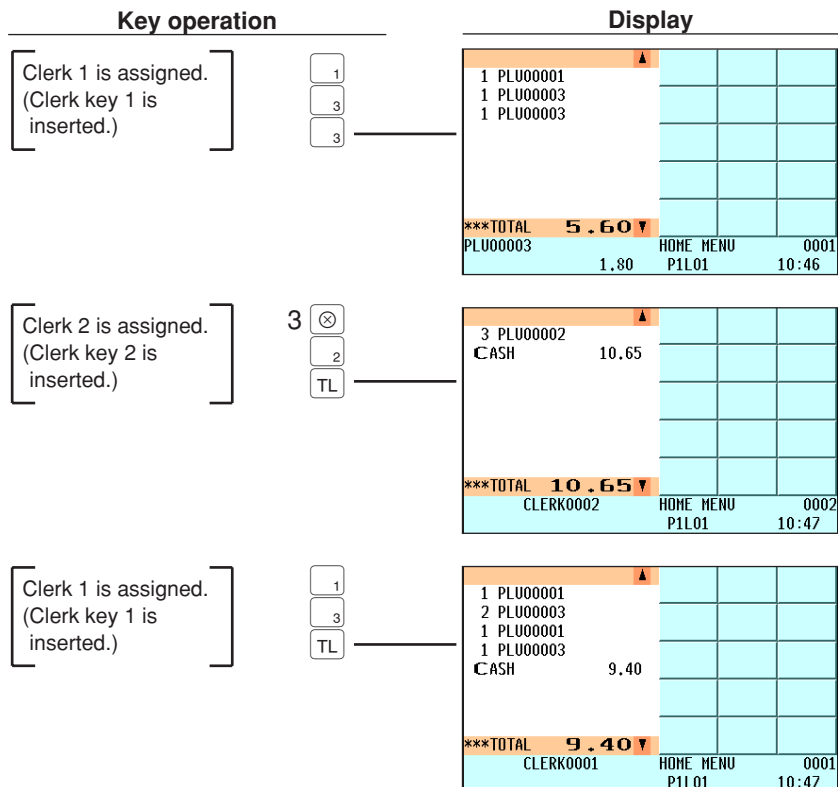 Key operation
Display
Clerk 1 is assigned.
(Clerk key 1 is
inserted.)
1
3
3
1 PLU00001
1 PLU00003
1 PLU00003
***TOTAL 5.60
PLU00003 HOME MENU 0001
1.80 P1L01 10:46
Clerk 2 is assigned.
(Clerk key 2 is
inserted.)
3 ⊗
2
TL
3 PLU00002
CASH 10.65
***TOTAL 10.65
CLERK0002 HOME MENU 0002
P1L01 10:47
Clerk 1 is assigned.
(Clerk key 1 is
inserted.)
1
3
TL
1 PLU00001
2 PLU00003
1 PLU00001
1 PLU00003
CASH 9.40
***TOTAL 9.40
CLERK0001 HOME MENU 0001
P1L01 10:47